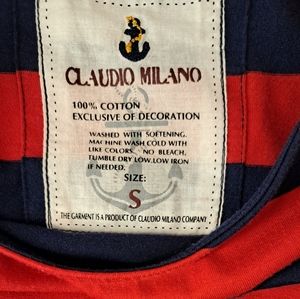 CLAUDIO MILANO
100% COTTON
EXCLUSIVE OF DECORATION
WASHED WITH SOFTENING.
MACHINE WASH COLD WITH
LIKE COLORS. NO BLEACH,
TUMBLE DRY LOW.LOW IRON
IF NEEDED.
SIZE:
S
THE GARMENT IS A PRODUCT OF CLAUDIO MILANO COMPANY.